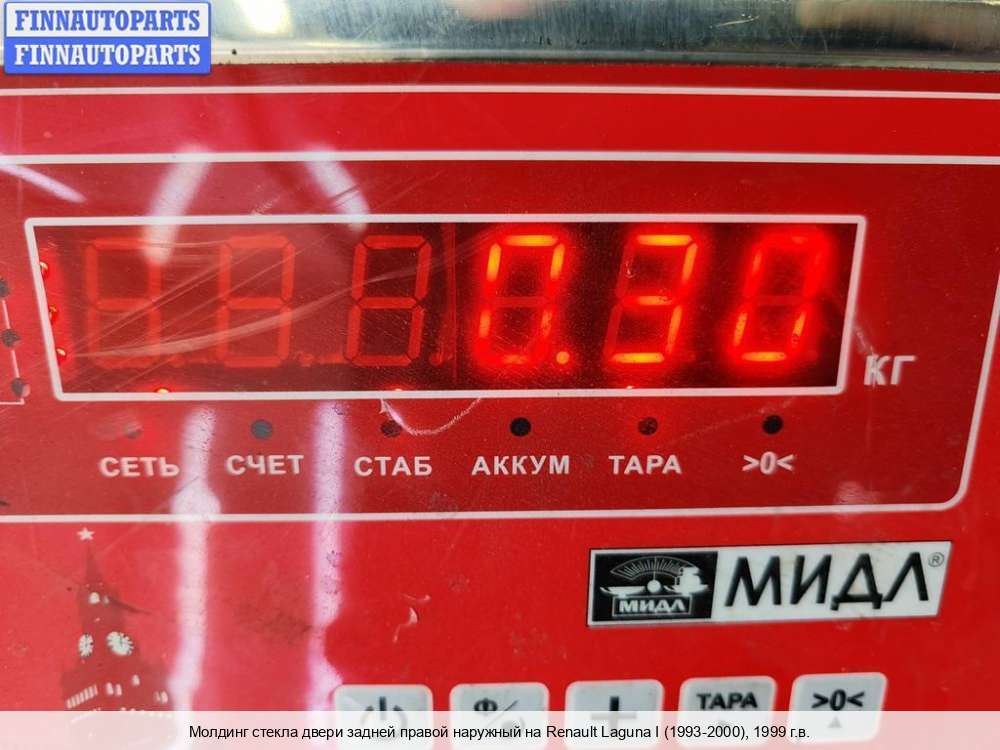 FINNAUTOPARTS
FINNAUTOPARTS
0.30
КГ
СЕТЬ СЧЕТ СТАБ АККУМ ТАРА >0<
МИДЛ МИДЛ®
ТАРА >0<
Молдинг стекла двери задней правой наружный на Renault Laguna I (1993-2000), 1999 г.в.